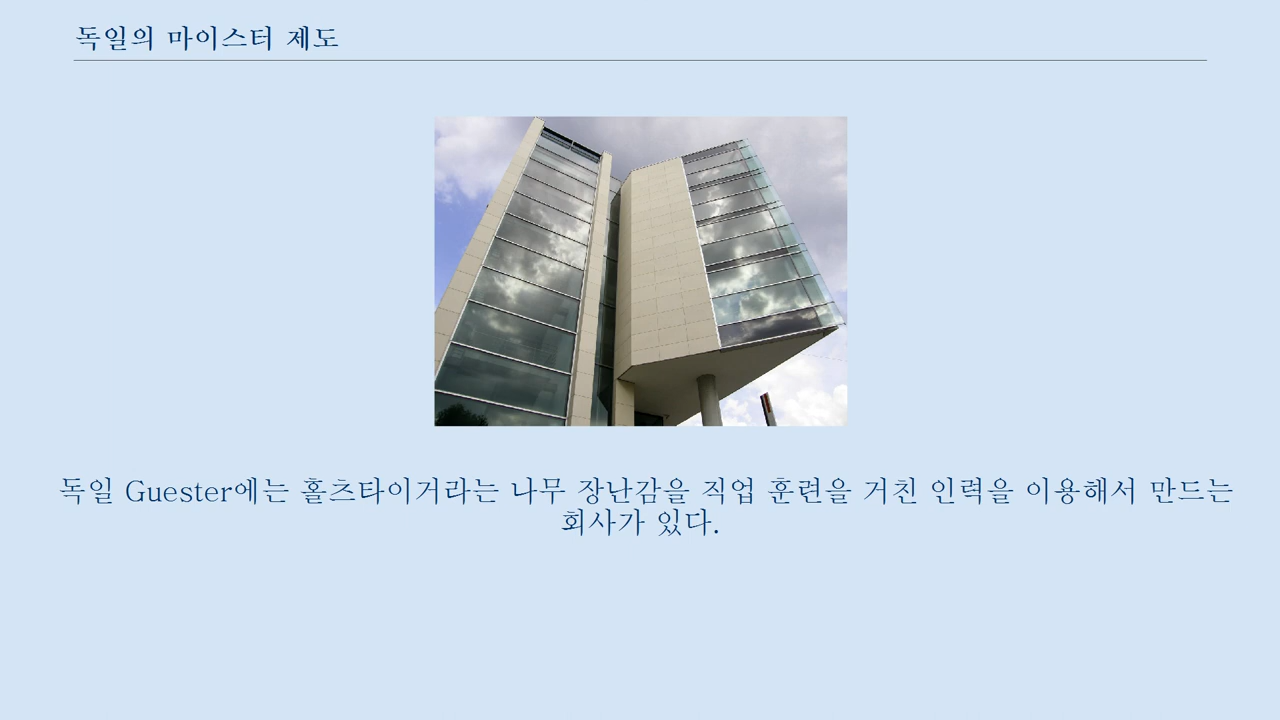 독일의 마이스터 제도
독일 Guester에는 홀츠타이거라는 나무 장난감을 직업 훈련을 거친 인력을 이용해서 만드는
회사가 있다.